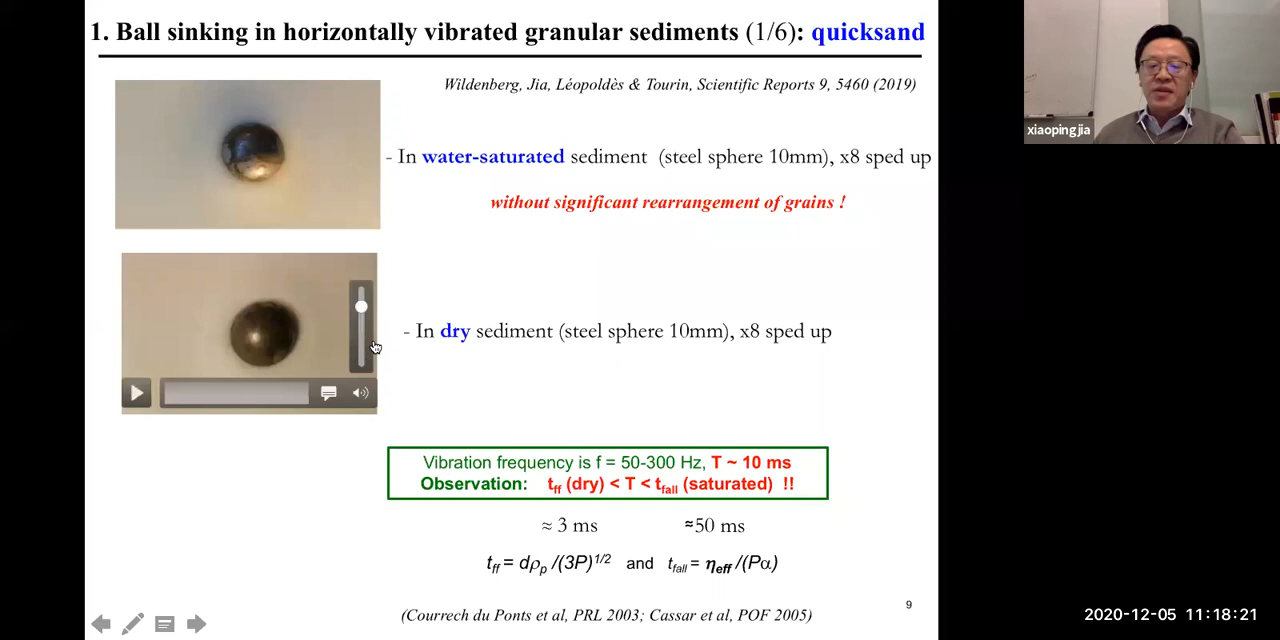 1. Ball sinking in horizontally vibrated granular sediments (1/6): quicksand
Wildenberg, Jia, Léopoldès & Tourin, Scientific Reports 9, 5460 (2019)
- In water-saturated sediment (steel sphere 10mm), x8 sped up
without significant rearrangement of grains !
- In dry sediment (steel sphere 10mm), x8 sped up
Vibration frequency is f = 50-300 Hz, T ~ 10 ms
Observation: tff (dry) < T < tfall (saturated) !!
≈ 3 ms ≈50 ms
tff = dρp /(3P)1/2 and tfall = ηeff /(Pα)
(Courrech du Ponts et al, PRL 2003; Cassar et al, POF 2005)
9
xiaopingjia
2020-12-05 11:18:21